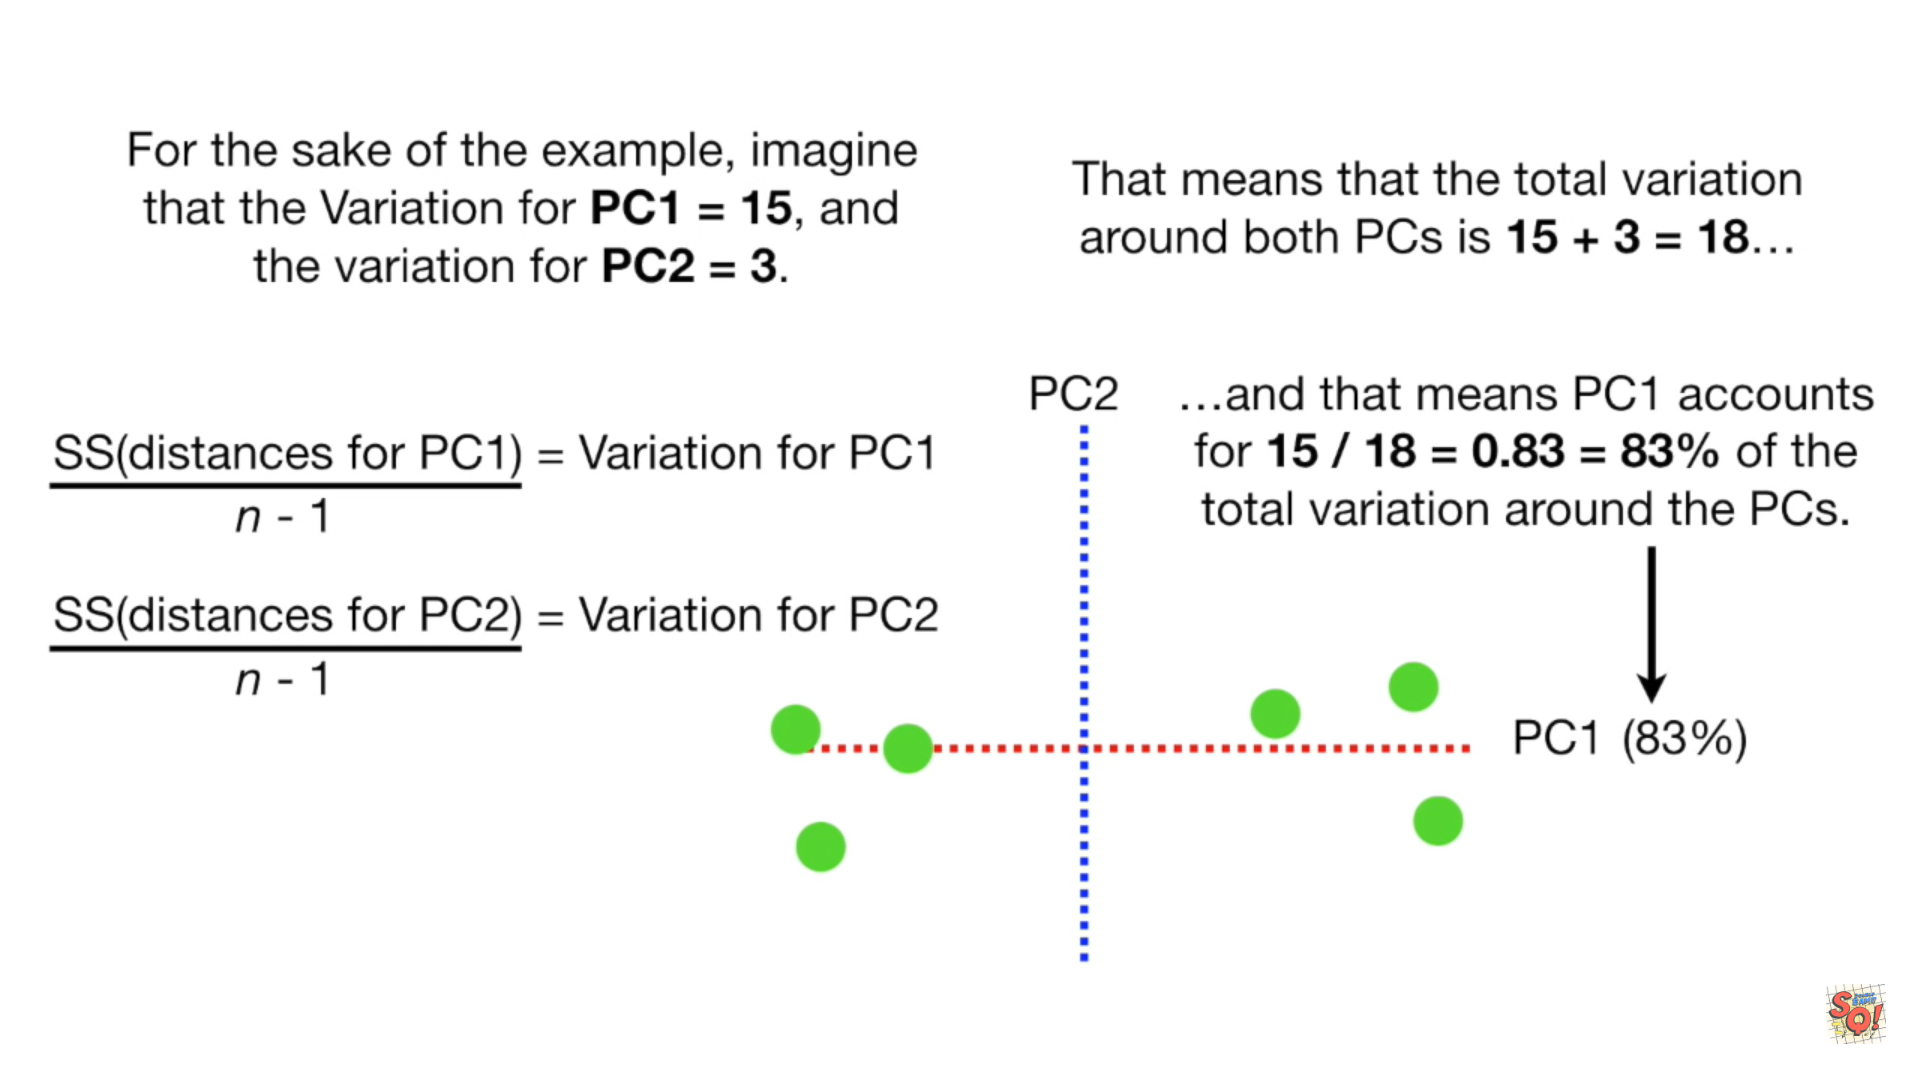 For the sake of the example, imagine
that the Variation for PC1 = 15, and
the variation for PC2 = 3.
That means that the total variation
around both PCs is 15 + 3 = 18…
SS(distances for PC1) = Variation for PC1
n - 1
SS(distances for PC2) = Variation for PC2
n - 1
PC2
…and that means PC1 accounts
for 15 / 18 = 0.83 = 83% of the
total variation around the PCs.
PC1 (83%)
SQ!